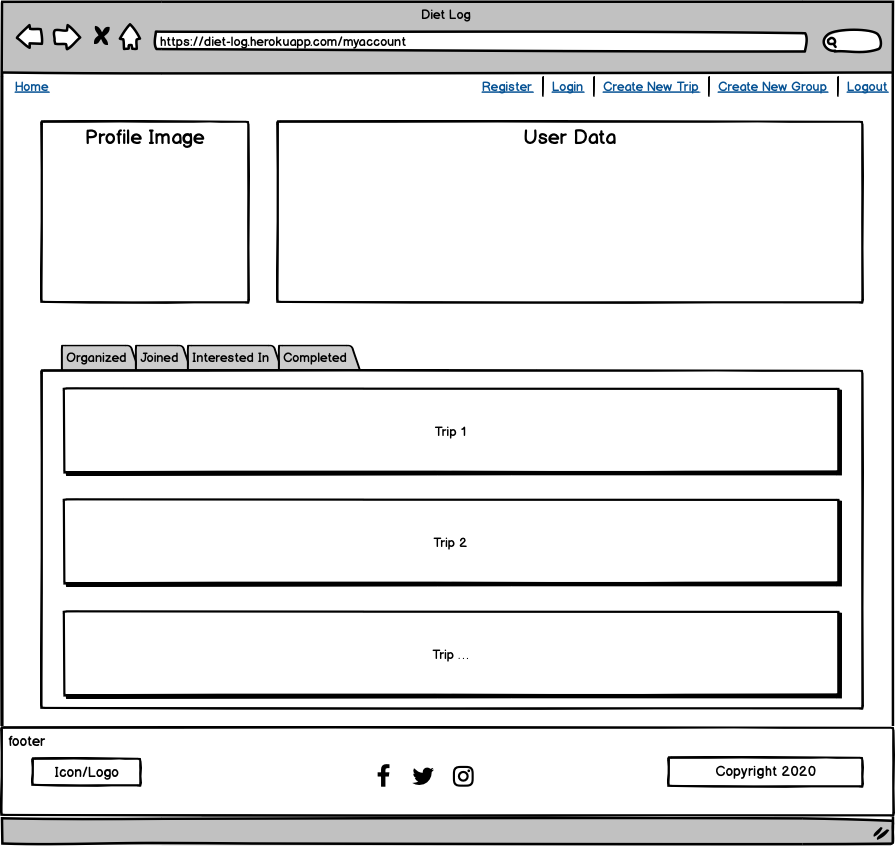 Diet Log
https://diet-log.herokuapp.com/myaccount
Home Register Login Create New Trip Create New Group Logout
Profile Image User Data
Organized Joined Interested In Completed
Trip 1
Trip 2
Trip ...
footer
Icon/Logo Copyright 2020